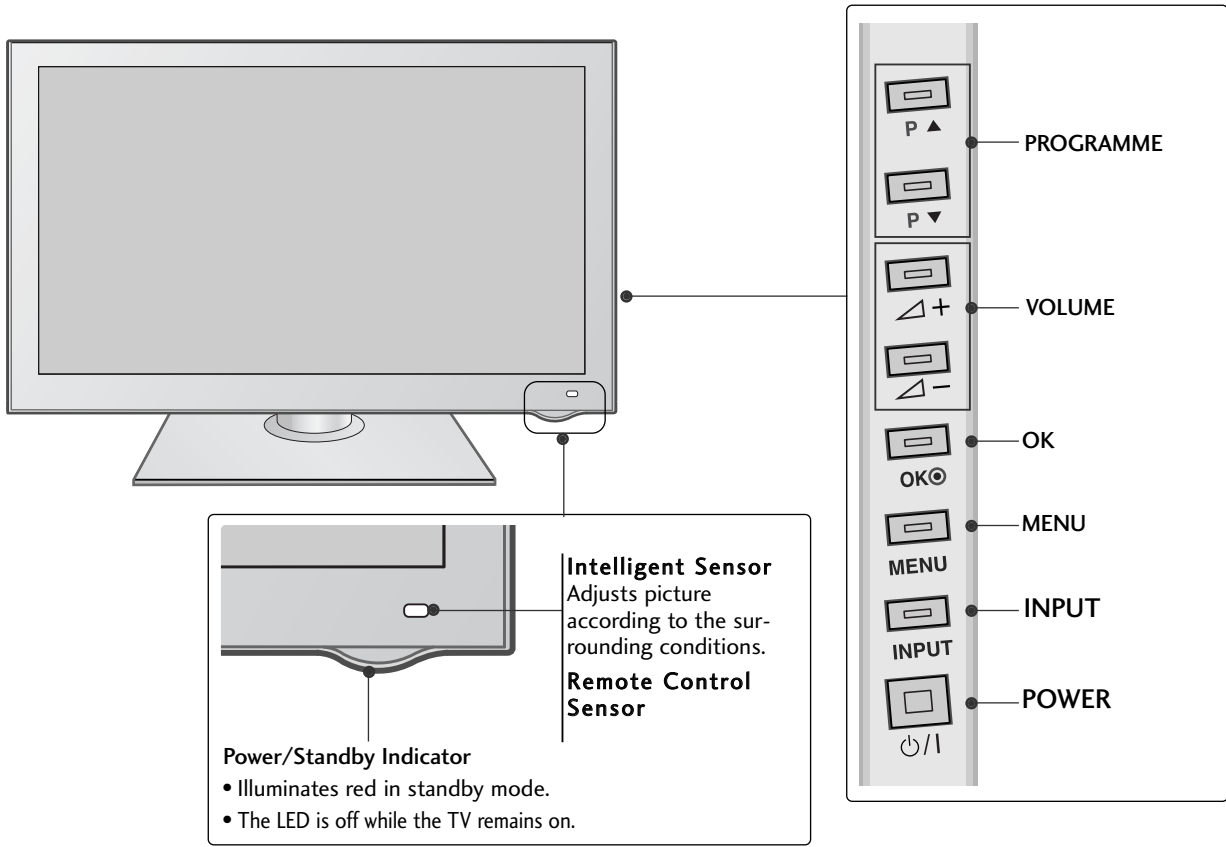 P ▲
PROGRAMME
P ▼
+
VOLUME
-
OK
OK◉
MENU
MENU
INPUT
INPUT
POWER
⏻/I
Intelligent Sensor
Adjusts picture
according to the sur-
rounding conditions.
Remote Control
Sensor
Power/Standby Indicator
• Illuminates red in standby mode.
• The LED is off while the TV remains on.